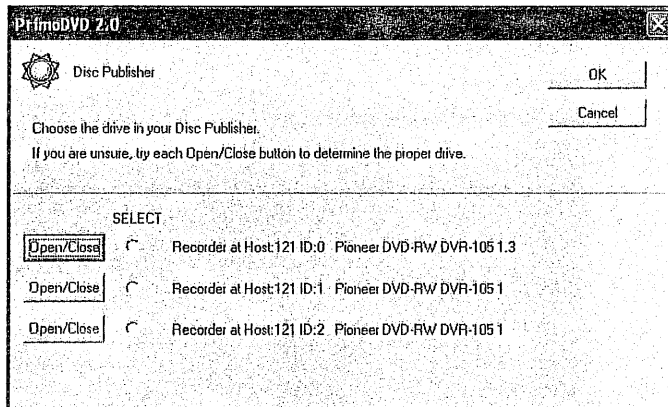 PrimoDVD 2.0
Disc Publisher
OK
Cancel
Choose the drive in your Disc Publisher.
If you are unsure, try each Open/Close button to determine the proper drive.
SELECT
Open/Close Recorder at Host:121 ID:0 Pioneer DVD-RW DVR-105 1.3
Open/Close Recorder at Host:121 ID:1 Pioneer DVD-RW DVR-105 1
Open/Close Recorder at Host:121 ID:2 Pioneer DVD-RW DVR-105 1